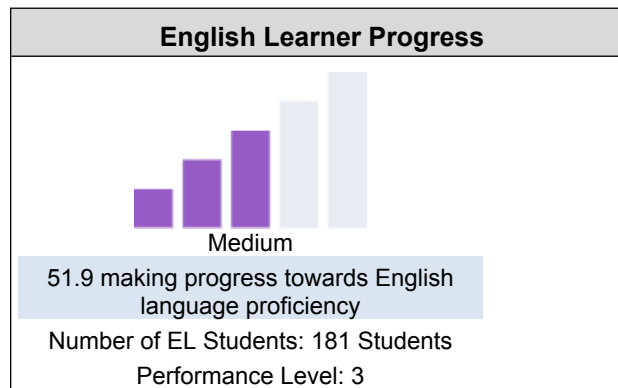 English Learner Progress
Medium
51.9 making progress towards English
language proficiency
Number of EL Students: 181 Students
Performance Level: 3